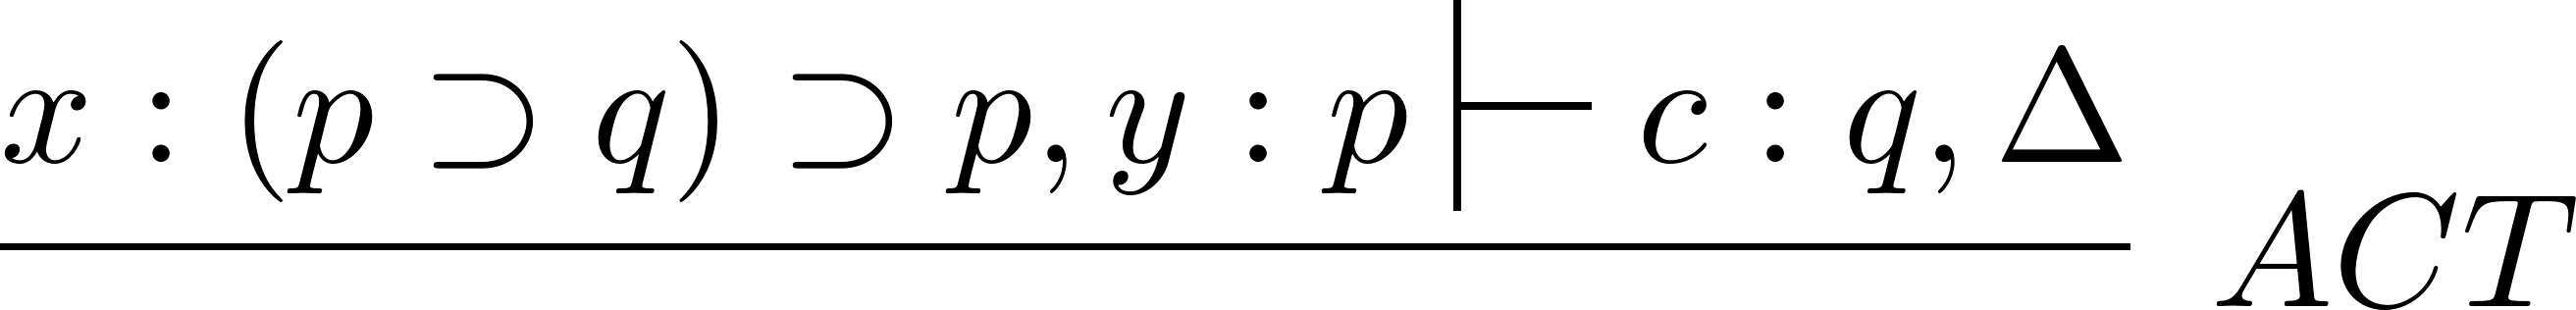 x : (p ⊃ q) ⊃ p, y : p ⊢ c : q, Δ
ACT